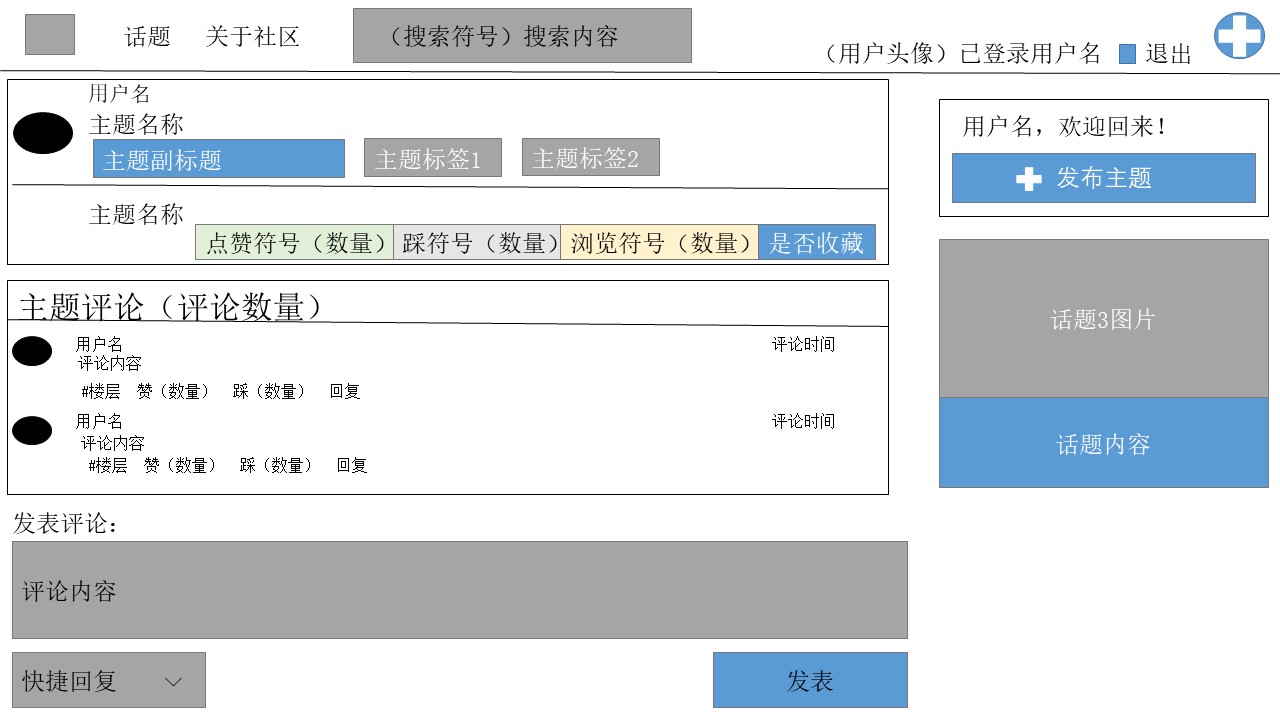 话题 关于社区 （搜索符号）搜索内容
（用户头像）已登录用户名 退出
用户名
主题名称
主题副标题 主题标签1 主题标签2
主题名称
点赞符号（数量） 踩符号（数量） 浏览符号（数量） 是否收藏
用户名，欢迎回来！
发布主题
话题3图片
话题内容
主题评论（评论数量）
用户名 评论时间
评论内容
#楼层 赞（数量） 踩（数量） 回复
用户名 评论时间
评论内容
#楼层 赞（数量） 踩（数量） 回复
发表评论：
评论内容
快捷回复 发表